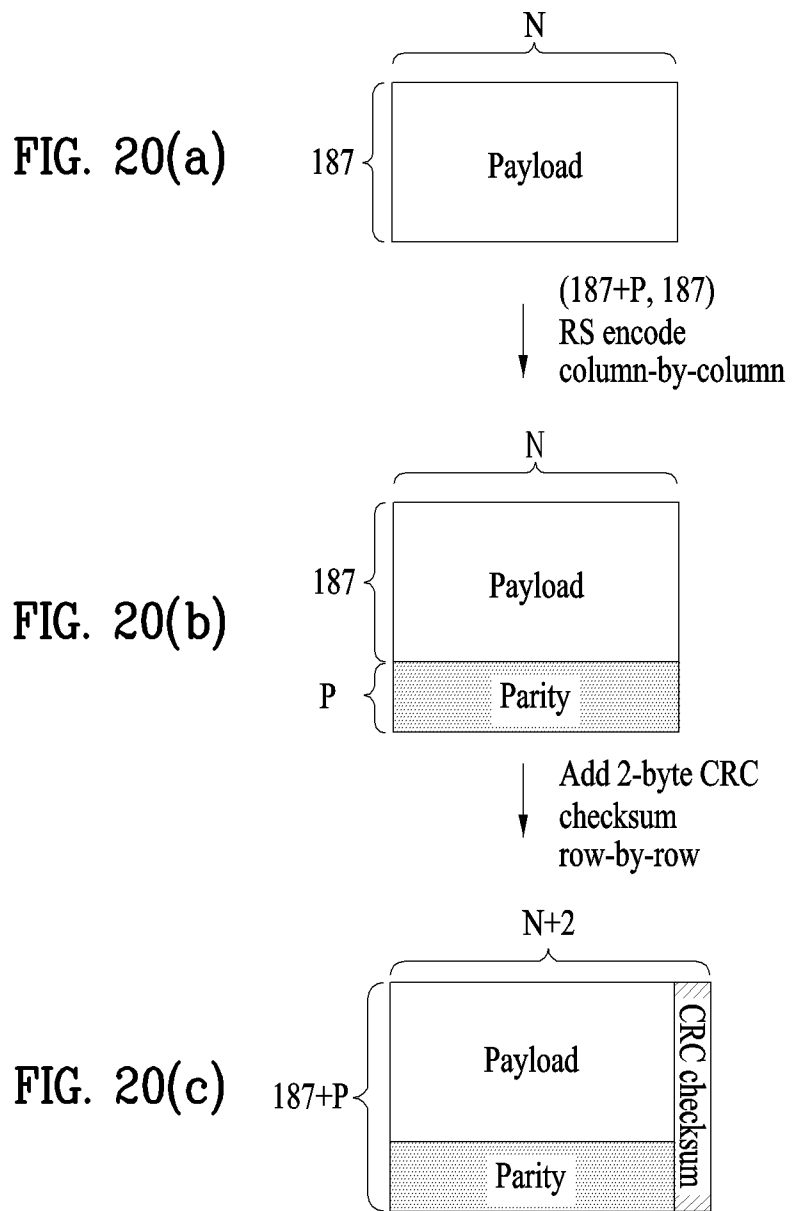 N
FIG. 20(a)
187
Payload
(187+P, 187)
RS encode
column-by-column
N
FIG. 20(b)
187
Payload
P
Parity
Add 2-byte CRC
checksum
row-by-row
N+2
FIG. 20(c)
187+P
Payload
Parity
CRC checksum